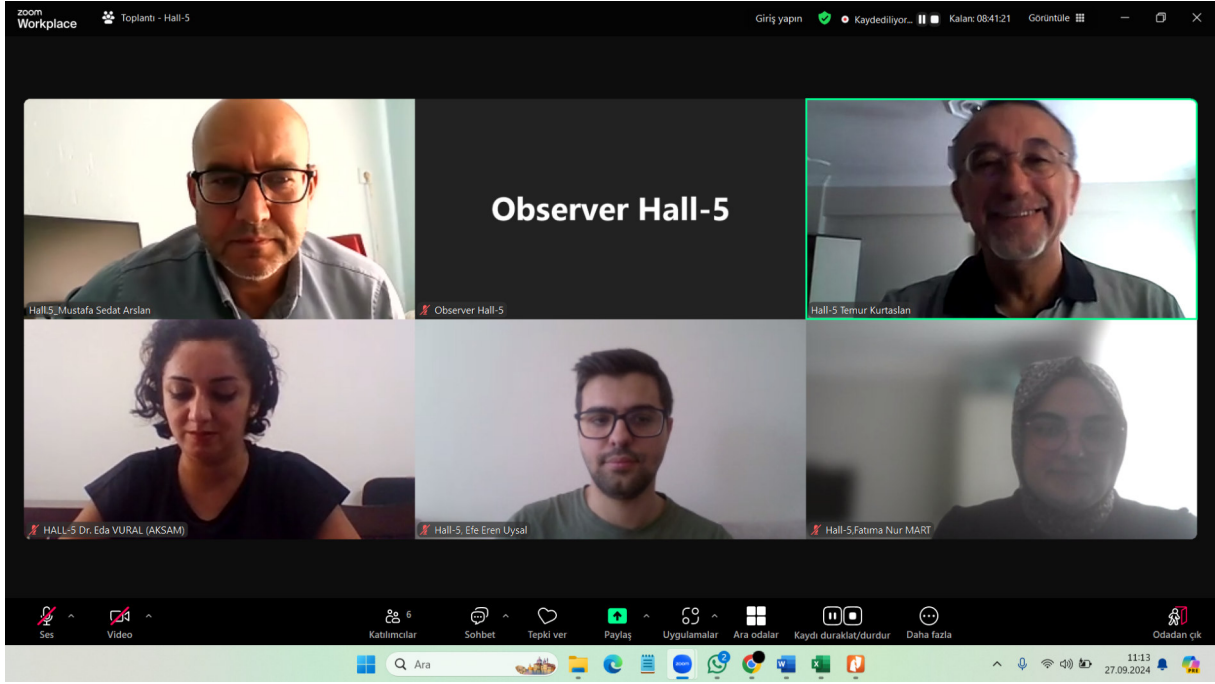 zoom
Workplace
Toplantı - Hall-5
Giriş yapın
Kaydediliyor...
Kalan: 08:41:21
Görüntüle
Observer Hall-5
Hall.5_Mustafa Sedat Arslan
Observer Hall-5
Hall-5 Temur Kurtaslan
HALL-5 Dr. Eda VURAL (AKSAM)
Hall-5, Efe Eren Uysal
Hall-5,Fatıma Nur MART
6
Ses
Video
Katılımcılar
Sohbet
Tepki ver
Paylaş
Uygulamalar
Ara odalar
Kaydı duraklat/durdur
Daha fazla
Odadan çık
Ara
2
11:13
27.09.2024
PRE